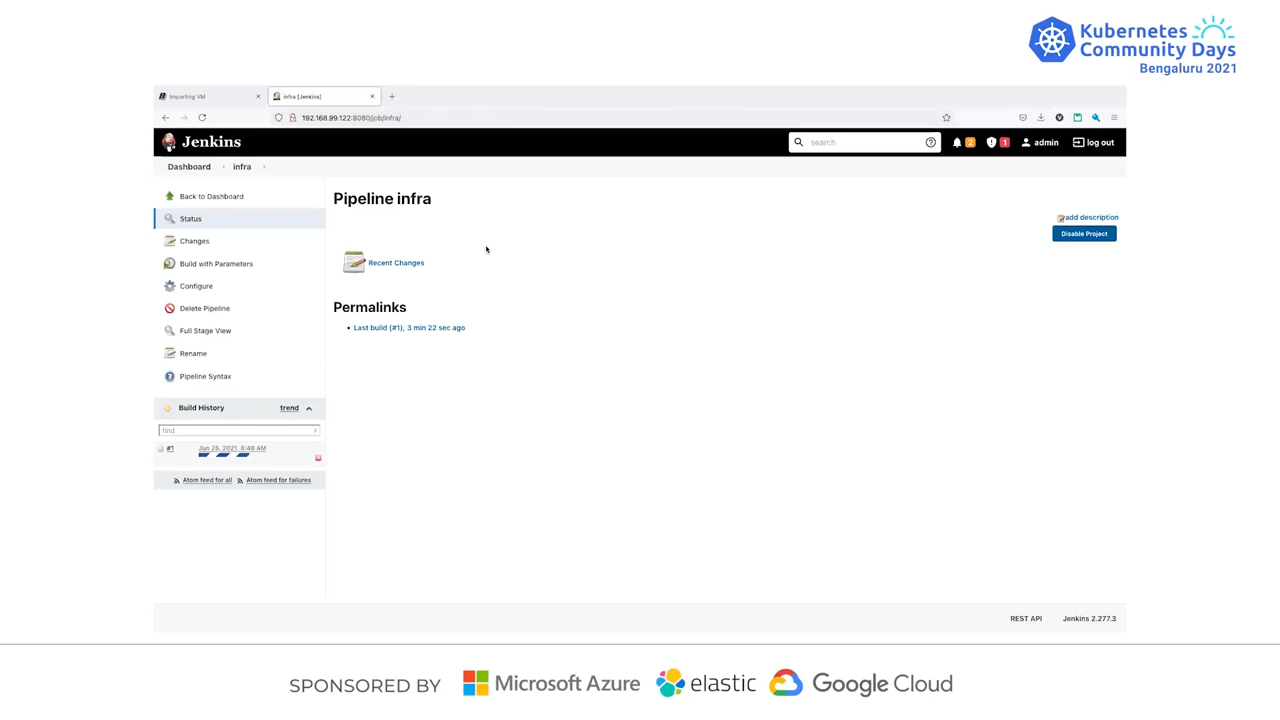 Kubernetes
Community Days
Bengaluru 2021
Importing VM
infra [Jenkins]
192.168.99.122:8080/job/infra/
Jenkins
search
2
1
admin
log out
Dashboard
infra
Back to Dashboard
Status
Changes
Build with Parameters
Configure
Delete Pipeline
Full Stage View
Rename
Pipeline Syntax
Build History
trend
find
x
#1
Jun 25, 2021, 8:48 AM
Atom feed for all
Atom feed for failures
Pipeline infra
add description
Disable Project
Recent Changes
Permalinks
Last build (#1), 3 min 22 sec ago
REST API
Jenkins 2.277.3
SPONSORED BY
Microsoft Azure
elastic
Google Cloud